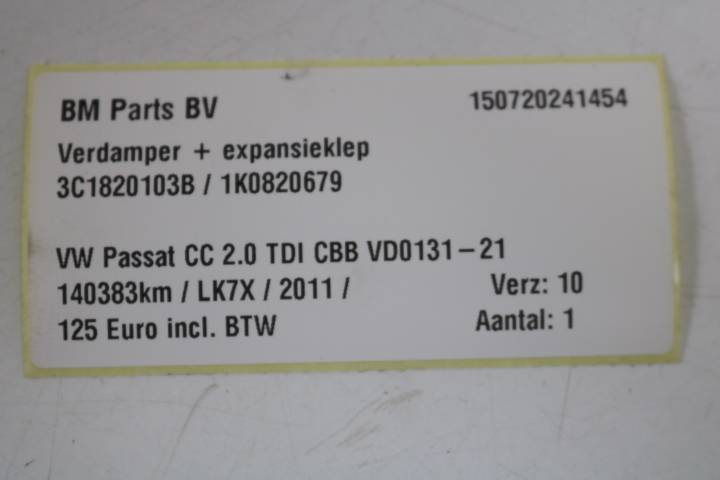 BM Parts BV 150720241454
Verdamper + expansieklep
3C1820103B / 1K0820679
VW Passat CC 2.0 TDI CBB VD0131-21
140383km / LK7X / 2011 / Verz: 10
125 Euro incl. BTW Aantal: 1